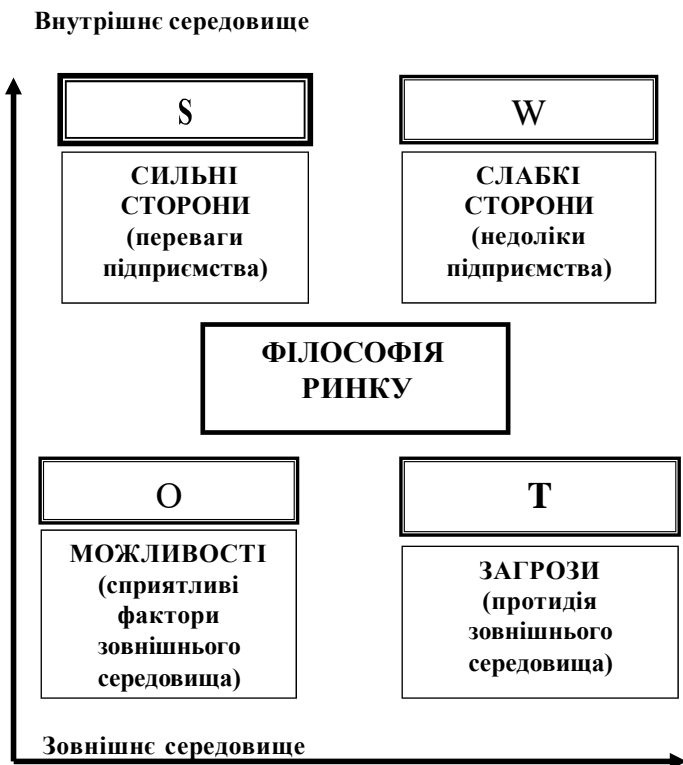 Внутрішнє середовище
S
W
СИЛЬНІ
СТОРОНИ
(переваги
підприємства)
СЛАБКІ
СТОРОНИ
(недоліки
підприємства)
ФІЛОСОФІЯ
РИНКУ
O
T
МОЖЛИВОСТІ
(сприятливі
фактори
зовнішнього
середовища)
ЗАГРОЗИ
(протидія
зовнішнього
середовища)
Зовнішнє середовище